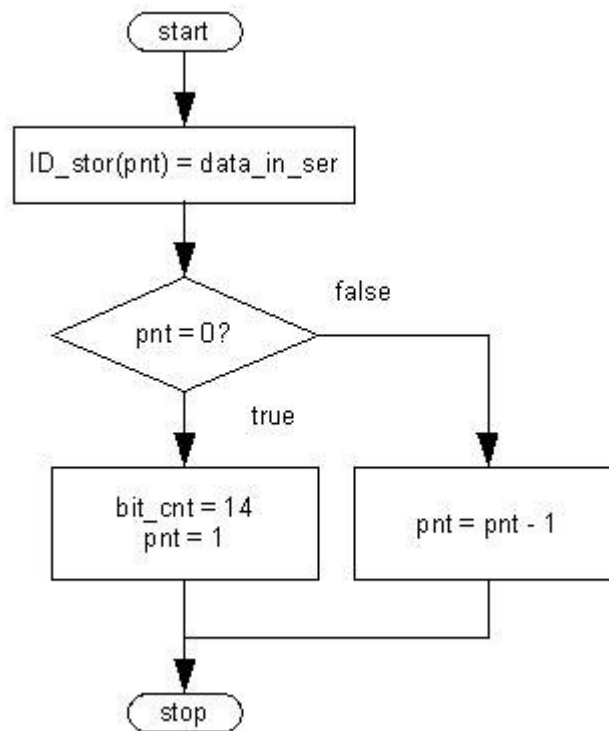 start
ID_stor(pnt) = data_in_ser
false
pnt = 0?
true
bit_cnt = 14
pnt = 1
pnt = pnt - 1
stop